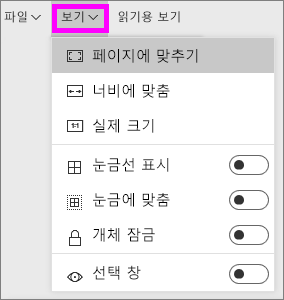 파일 보기 읽기용 보기
페이지에 맞추기
너비에 맞춤
1:1 실제 크기
눈금선 표시
눈금에 맞춤
개체 잠금
선택 창